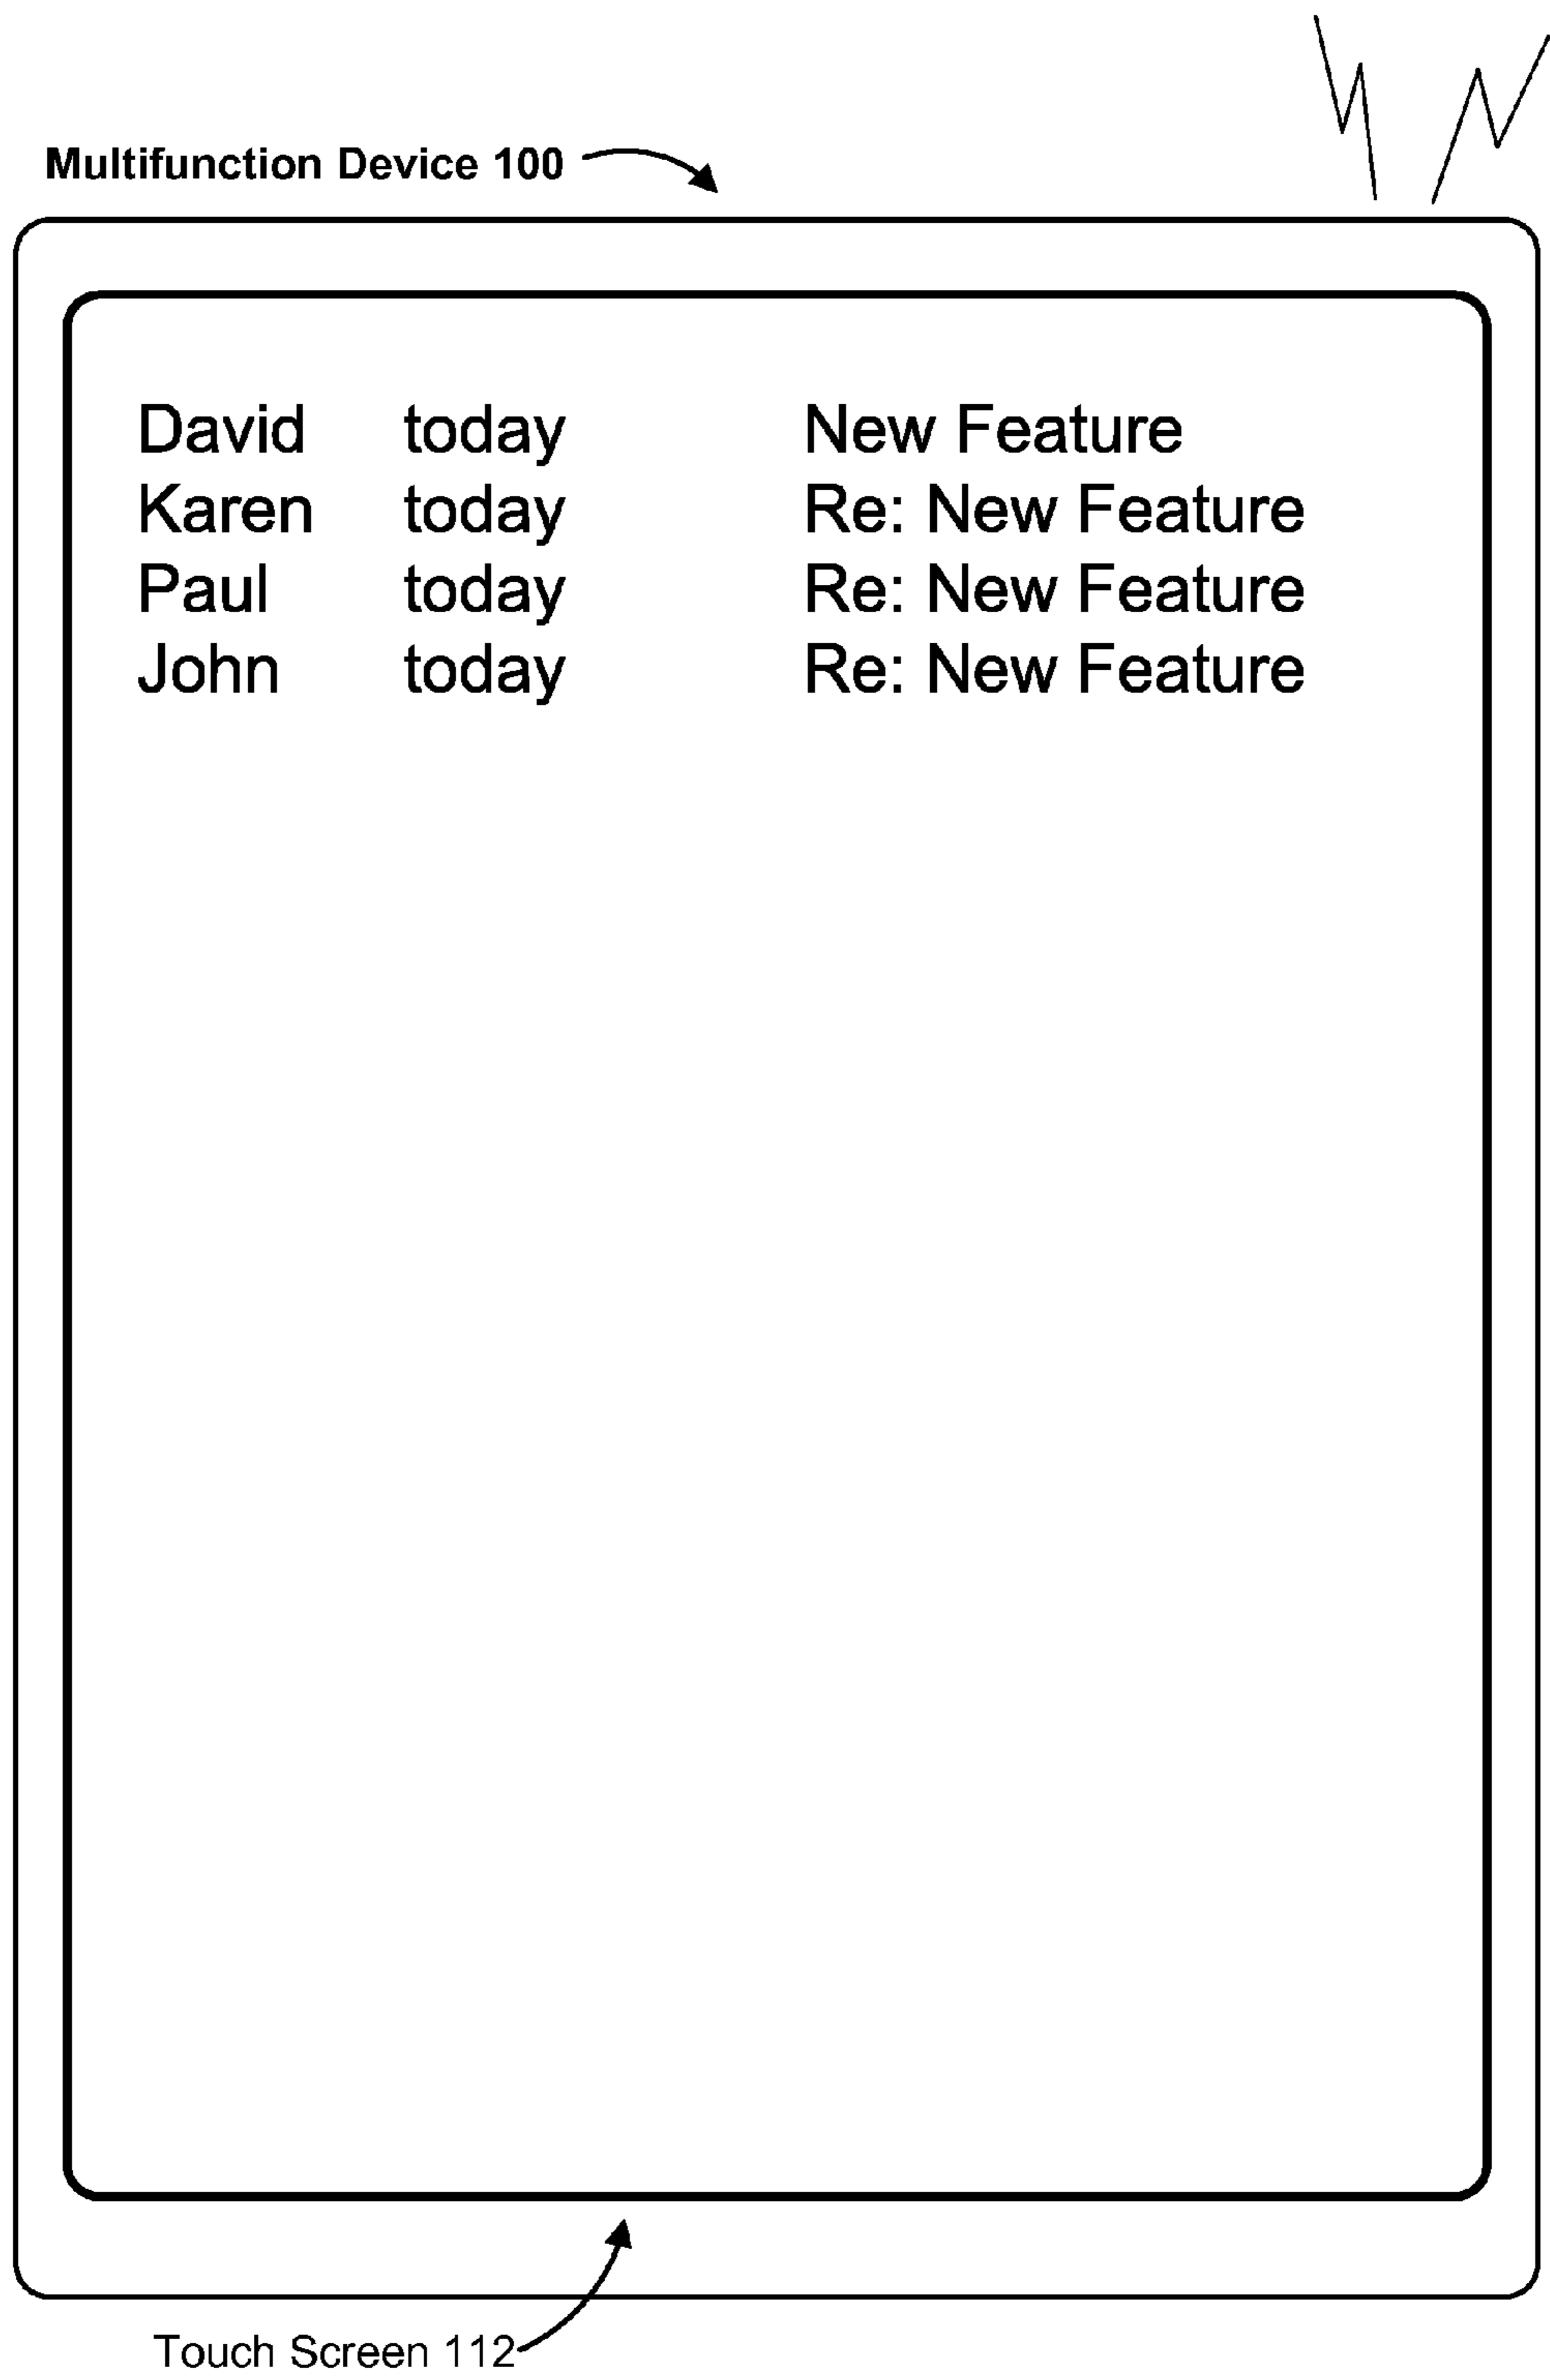 Multifunction Device 100
David today New Feature
Karen today Re: New Feature
Paul today Re: New Feature
John today Re: New Feature
Touch Screen 112